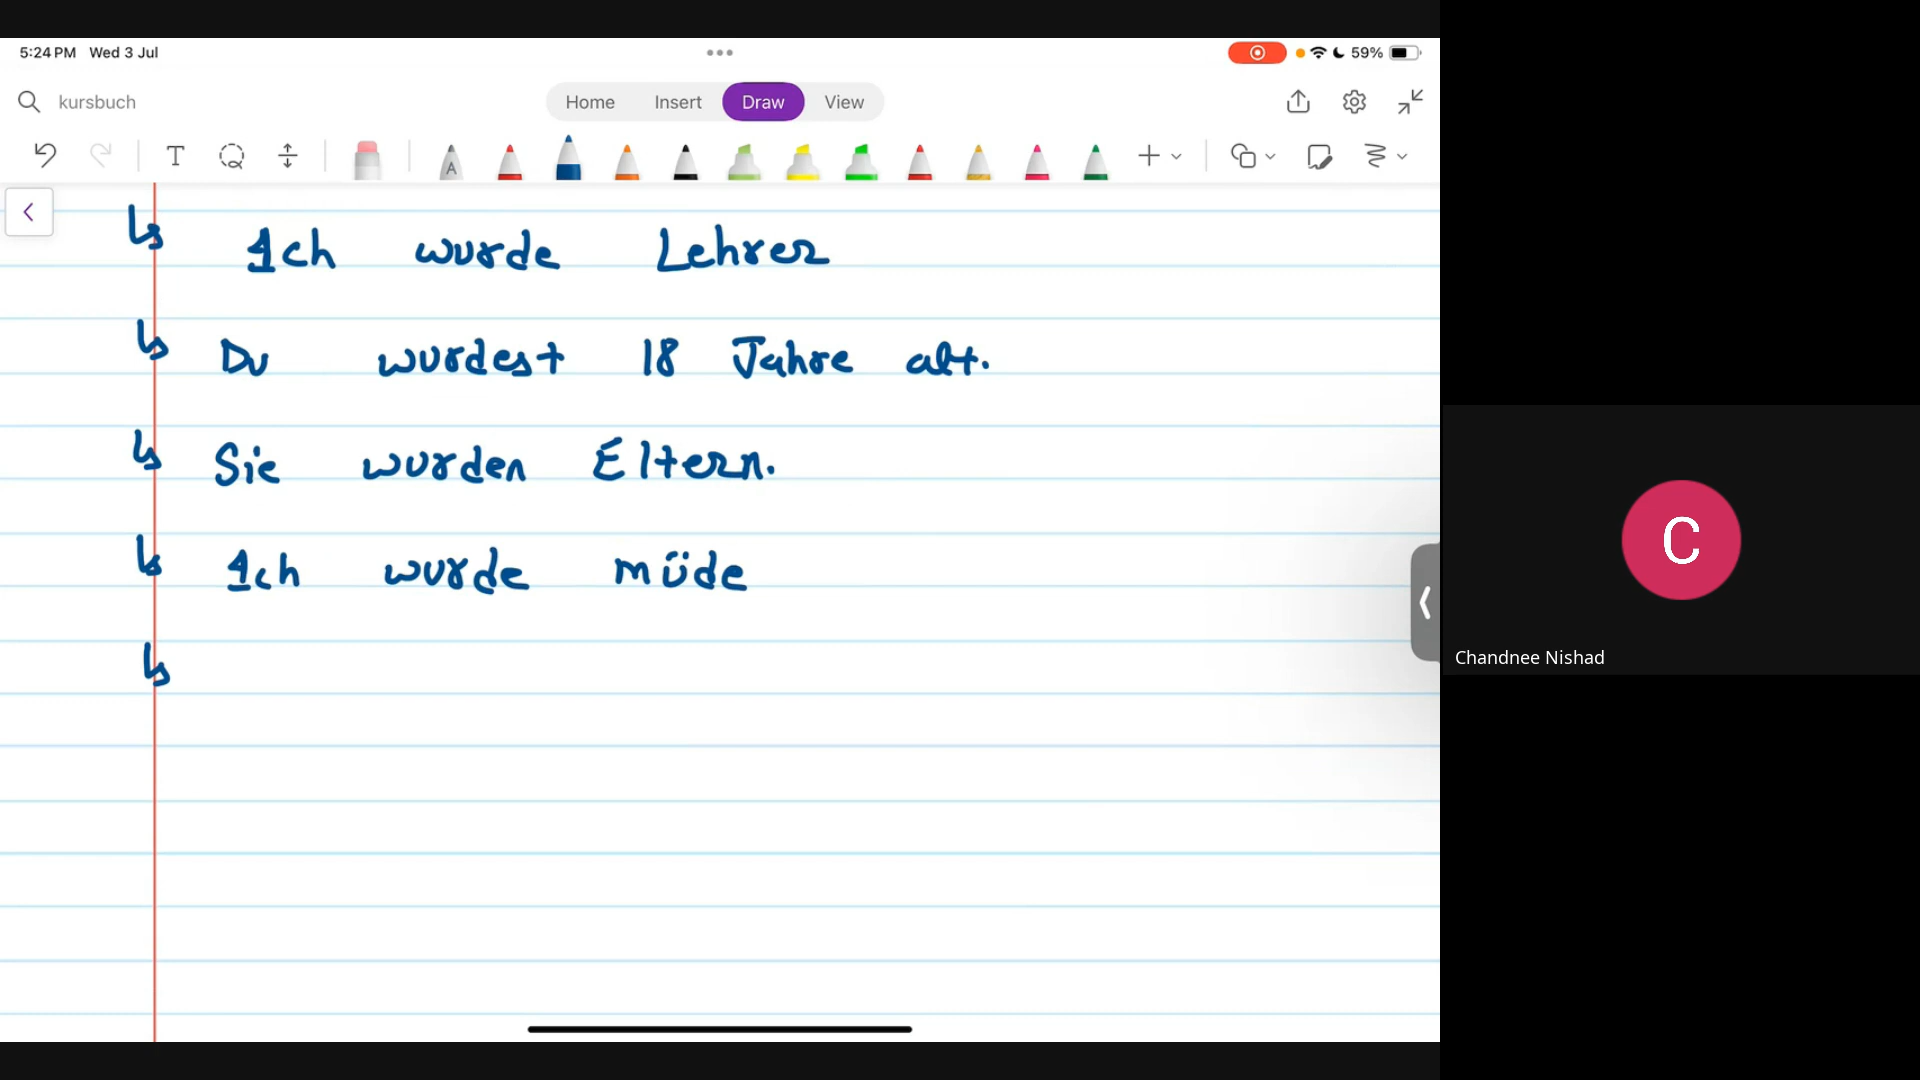 5:24 PM Wed 3 Jul 59%
kursbuch Home Insert Draw View
T A
Ich wurde Lehrer
Du wurdest 18 Jahre alt.
Sie wurden Eltern.
Ich wurde müde
C
Chandnee Nishad